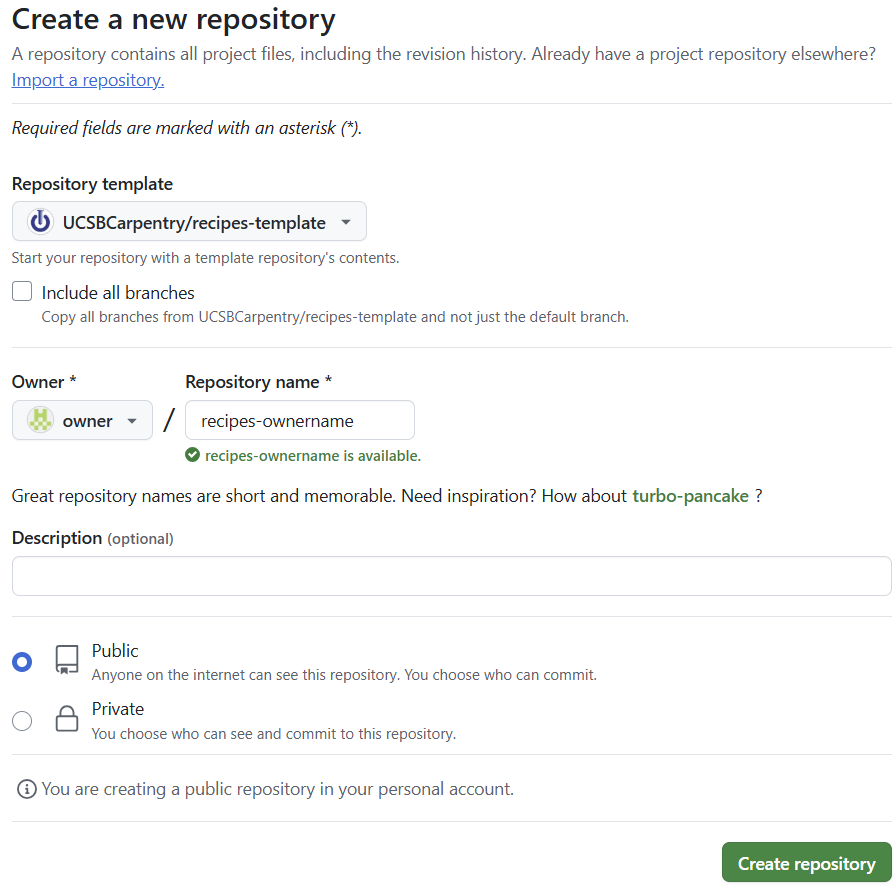 Create a new repository
A repository contains all project files, including the revision history. Already have a project repository elsewhere?
Import a repository.
Required fields are marked with an asterisk (*).
Repository template
UCSBCarpentry/recipes-template
Start your repository with a template repository's contents.
Include all branches
Copy all branches from UCSBCarpentry/recipes-template and not just the default branch.
Owner * Repository name *
owner / recipes-ownername
recipes-ownername is available.
Great repository names are short and memorable. Need inspiration? How about turbo-pancake ?
Description (optional)
Public
Anyone on the internet can see this repository. You choose who can commit.
Private
You choose who can see and commit to this repository.
You are creating a public repository in your personal account.
Create repository